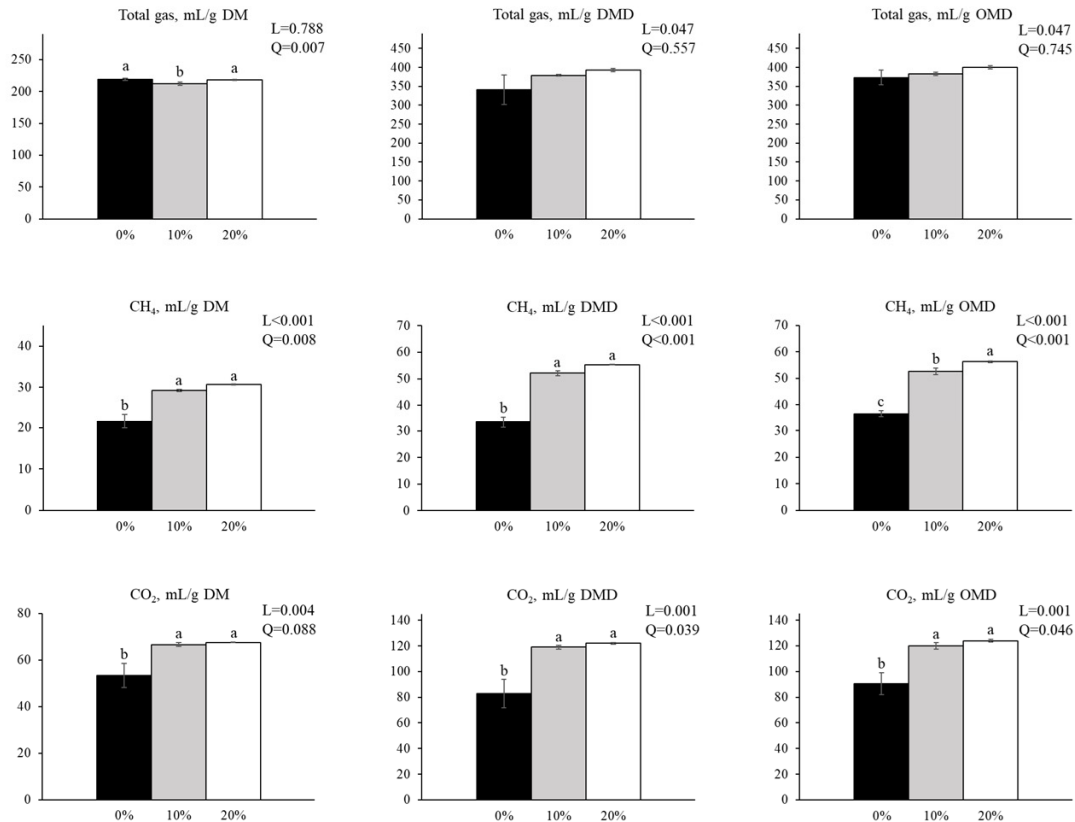 Total gas, mL/g DM
L=0.788
Q=0.007
250
200
150
100
50
0
a
b
a
0%
10%
20%
Total gas, mL/g DMD
L=0.047
Q=0.557
450
400
350
300
250
200
150
100
50
0
0%
10%
20%
Total gas, mL/g OMD
L=0.047
Q=0.745
450
400
350
300
250
200
150
100
50
0
0%
10%
20%
CH₄, mL/g DM
L<0.001
Q=0.008
40
30
20
10
0
b
a
a
0%
10%
20%
CH₄, mL/g DMD
L<0.001
Q<0.001
70
60
50
40
30
20
10
0
b
a
a
0%
10%
20%
CH₄, mL/g OMD
L<0.001
Q<0.001
70
60
50
40
30
20
10
0
c
b
a
0%
10%
20%
CO₂, mL/g DM
L=0.004
Q=0.088
80
60
40
20
0
b
a
a
0%
10%
20%
CO₂, mL/g DMD
L=0.001
Q=0.039
140
120
100
80
60
40
20
0
b
a
a
0%
10%
20%
CO₂, mL/g OMD
L=0.001
Q=0.046
140
120
100
80
60
40
20
0
b
a
a
0%
10%
20%